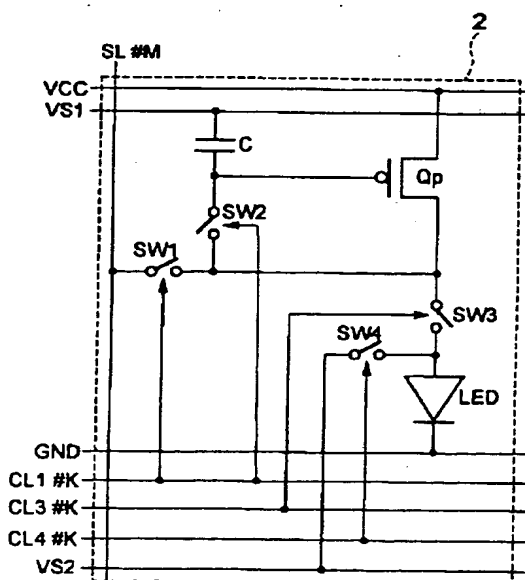 2
SL #M
VCC
VS1
C
Qp
SW2
SW1
SW3
SW4
LED
GND
CL1 #K
CL3 #K
CL4 #K
VS2